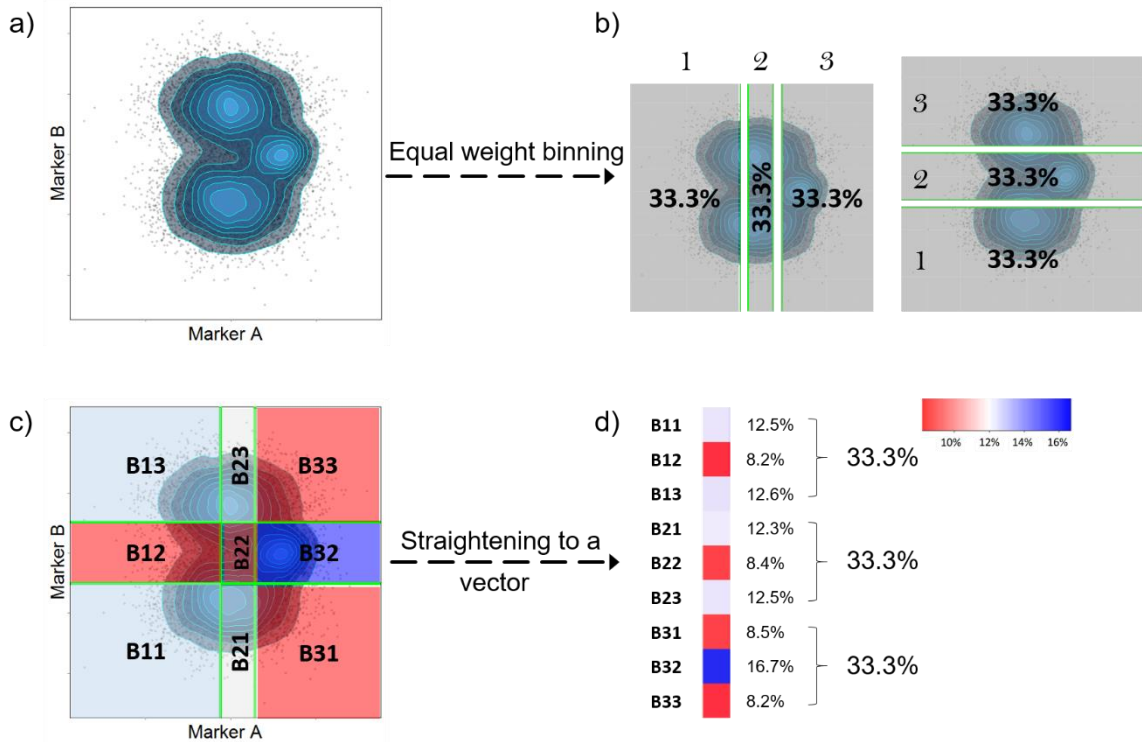 a)
Marker B
Marker A
Equal weight binning
b)
1 2 3
33.3% 33.3% 33.3%
3 33.3%
2 33.3%
1 33.3%
c)
B13 B23 B33
B12 B22 B32
B11 B21 B31
Marker B
Marker A
Straightening to a
vector
d)
10% 12% 14% 16%
B11 12.5%
B12 8.2% 33.3%
B13 12.6%
B21 12.3%
B22 8.4% 33.3%
B23 12.5%
B31 8.5%
B32 16.7% 33.3%
B33 8.2%